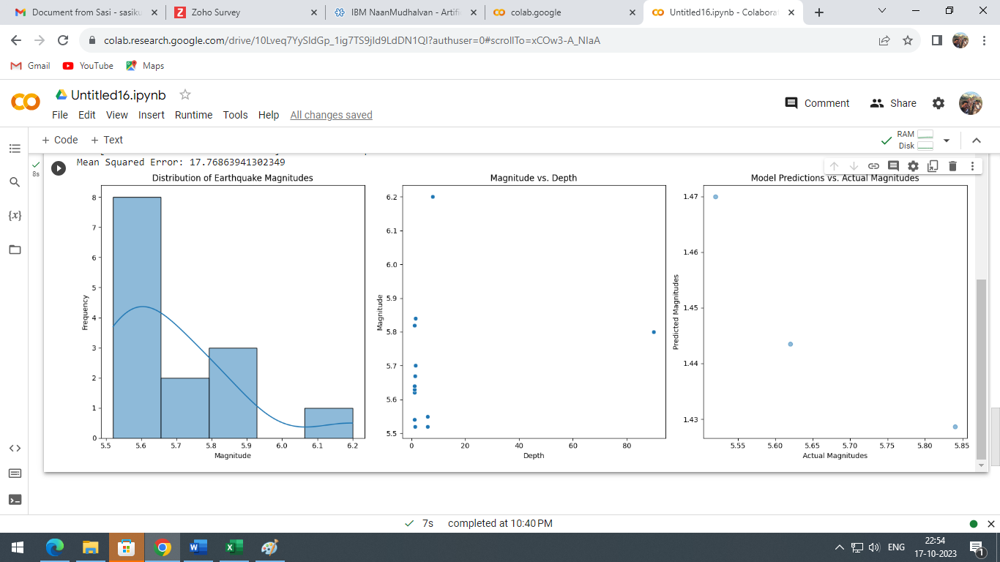 Document from Sasi - sasiku
Zoho Survey
IBM NaanMudhalvan - Artifi
colab.google
Untitled16.ipynb - Colabora
colab.research.google.com/drive/10Lveq7YySIdGp_1ig7TS9jId9LdDN1QI?authuser=0#scrollTo=xCOw3-A_NIaA
Gmail
YouTube
Maps
Untitled16.ipynb
Comment
Share
File
Edit
View
Insert
Runtime
Tools
Help
All changes saved
+ Code
+ Text
RAM
Disk
8s
Mean Squared Error: 17.76863941302349
Distribution of Earthquake Magnitudes
Frequency
8
7
6
5
4
3
2
1
0
5.5 5.6 5.7 5.8 5.9 6.0 6.1 6.2
Magnitude
Magnitude vs. Depth
Magnitude
6.2
6.1
6.0
5.9
5.8
5.7
5.6
5.5
0 20 40 60 80
Depth
Model Predictions vs. Actual Magnitudes
Predicted Magnitudes
1.47
1.46
1.45
1.44
1.43
5.55 5.60 5.65 5.70 5.75 5.80 5.85
Actual Magnitudes
{x}
7s completed at 10:40 PM
ENG
22:54
17-10-2023
1